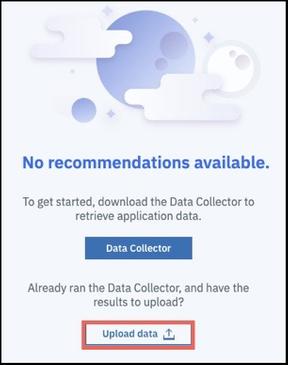 No recommendations available.
To get started, download the Data Collector to
retrieve application data.
Data Collector
Already ran the Data Collector, and have the
results to upload?
Upload data